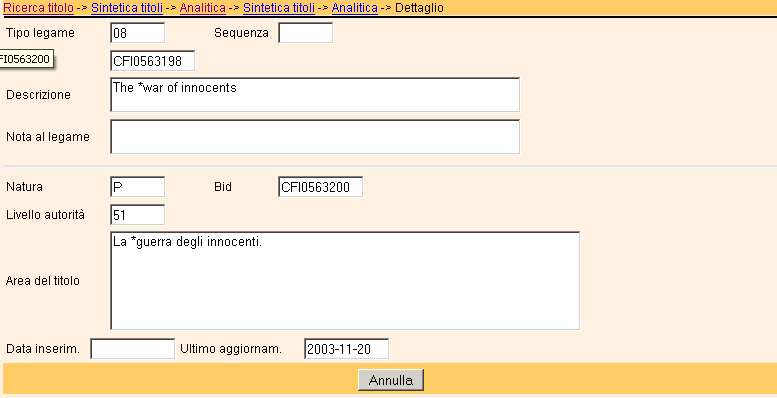 Ricerca titolo -> Sintetica titoli -> Analitica -> Sintetica titoli -> Analitica -> Dettaglio
Tipo legame 08 Sequenza
FI0563200 CFI0563198
Descrizione The *war of innocents
Nota al legame
Natura P Bid CFI0563200
Livello autorità 51
Area del titolo La *guerra degli innocenti.
Data inserim. Ultimo aggiornam. 2003-11-20
Annulla